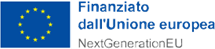 Finanziato
dall'Unione europea
NextGenerationEU